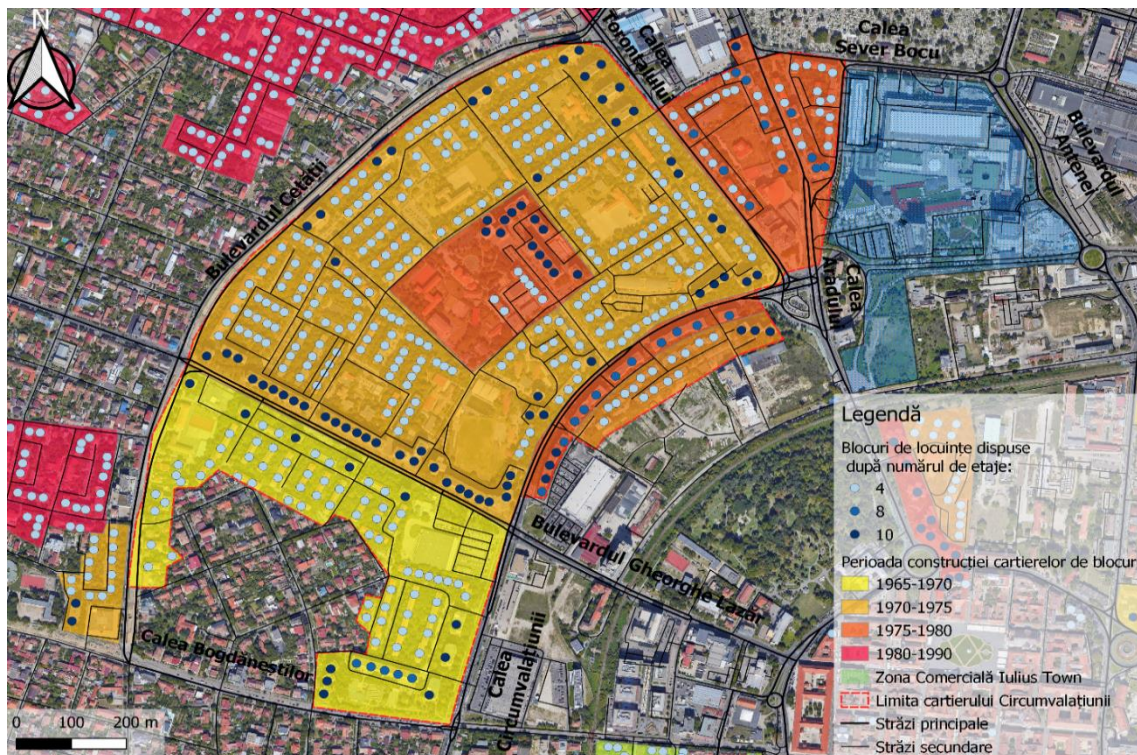 N
Calea
Torontalului
Calea
Sever Bocu
Bulevardul
Antenei
Bulevardul Cetății
Calea
Aradului
Legendă
Blocuri de locuințe dispuse
după numărul de etaje:
4
8
10
Perioada construcției cartierelor de blocur
1965-1970
1970-1975
1975-1980
1980-1990
Zona Comercială Iulius Town
Limita cartierului Circumvalațiunii
Străzi principale
Străzi secundare
Bulevardul Gheorghe Lazăr
Calea Bogdăneștilor
Calea
Circumvalațiunii
0 100 200 m